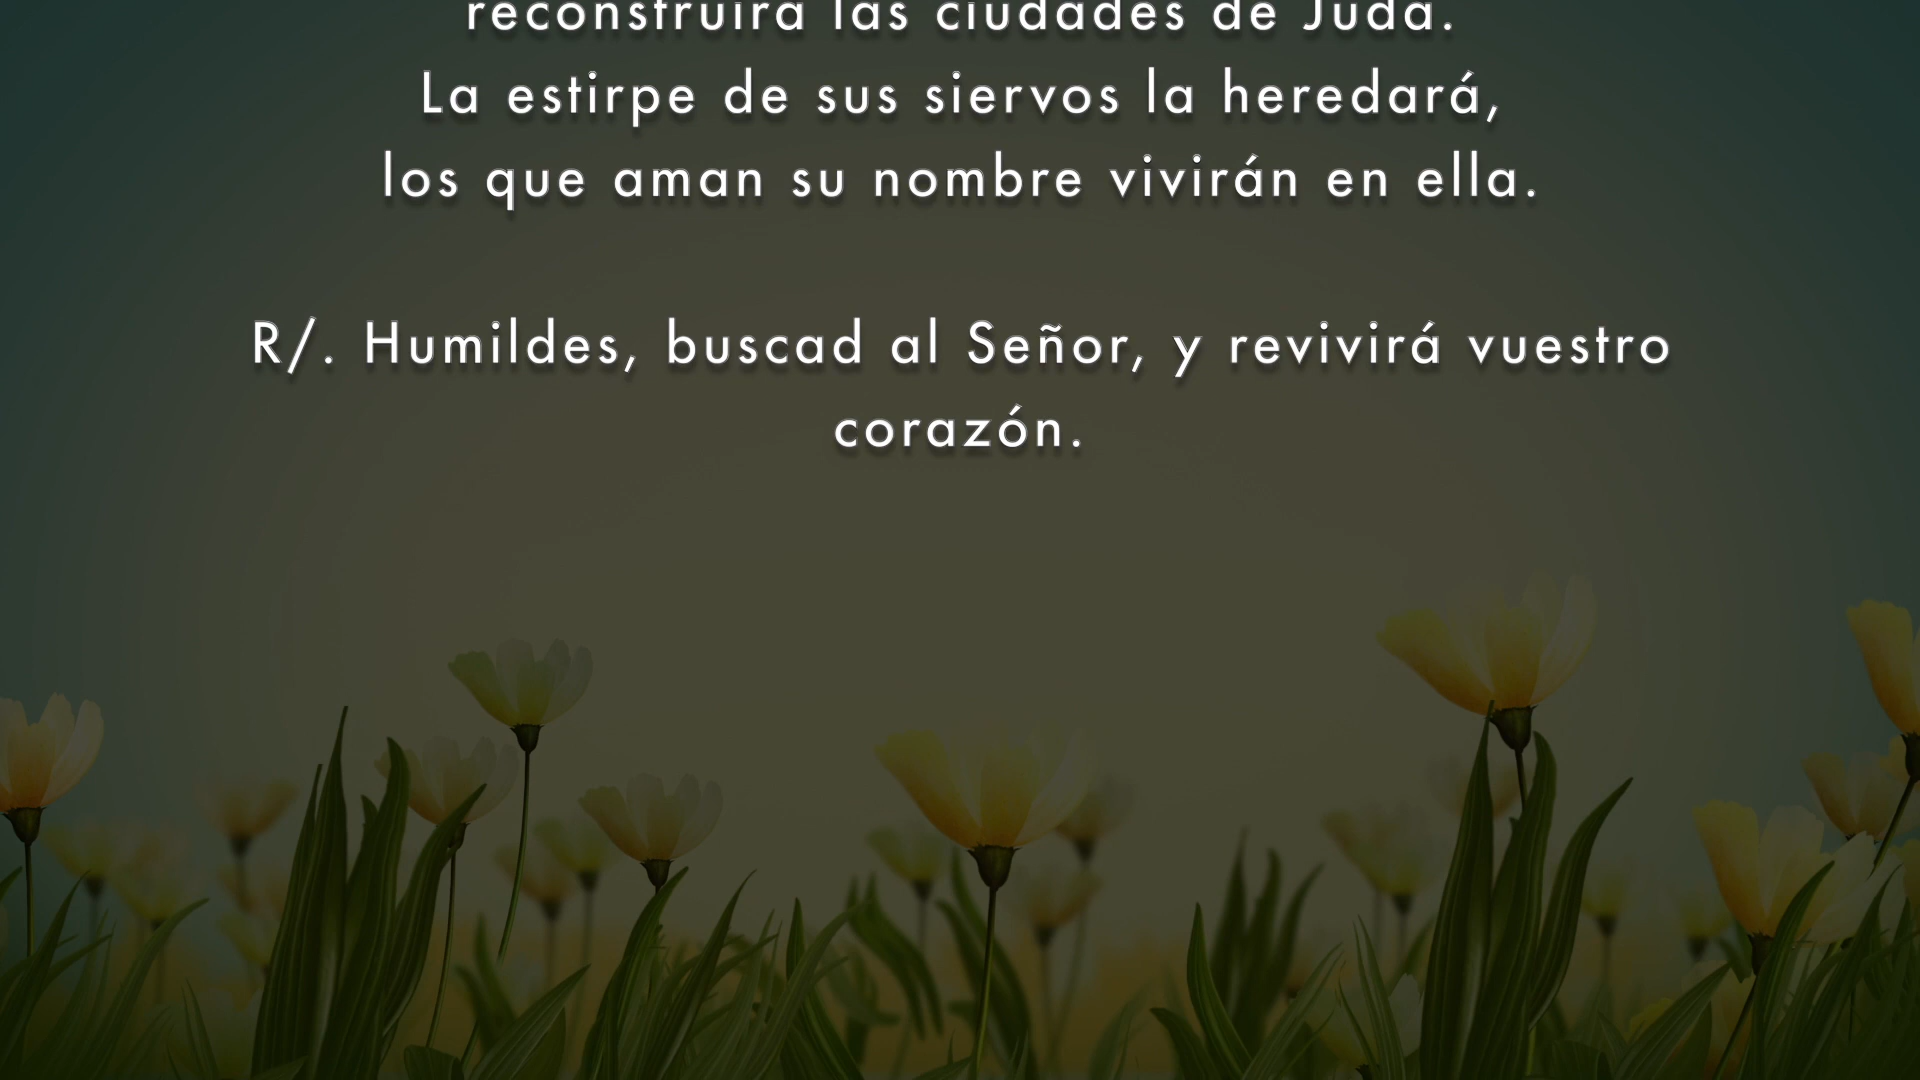 reconstruirá las ciudades de Judá.
La estirpe de sus siervos la heredará,
los que aman su nombre vivirán en ella.
R/. Humildes, buscad al Señor, y revivirá vuestro
corazón.